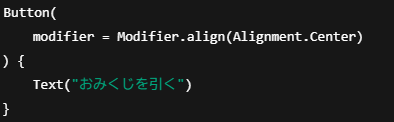 Button(
    modifier = Modifier.align(Alignment.Center)
) {
    Text("おみくじを引く")
}